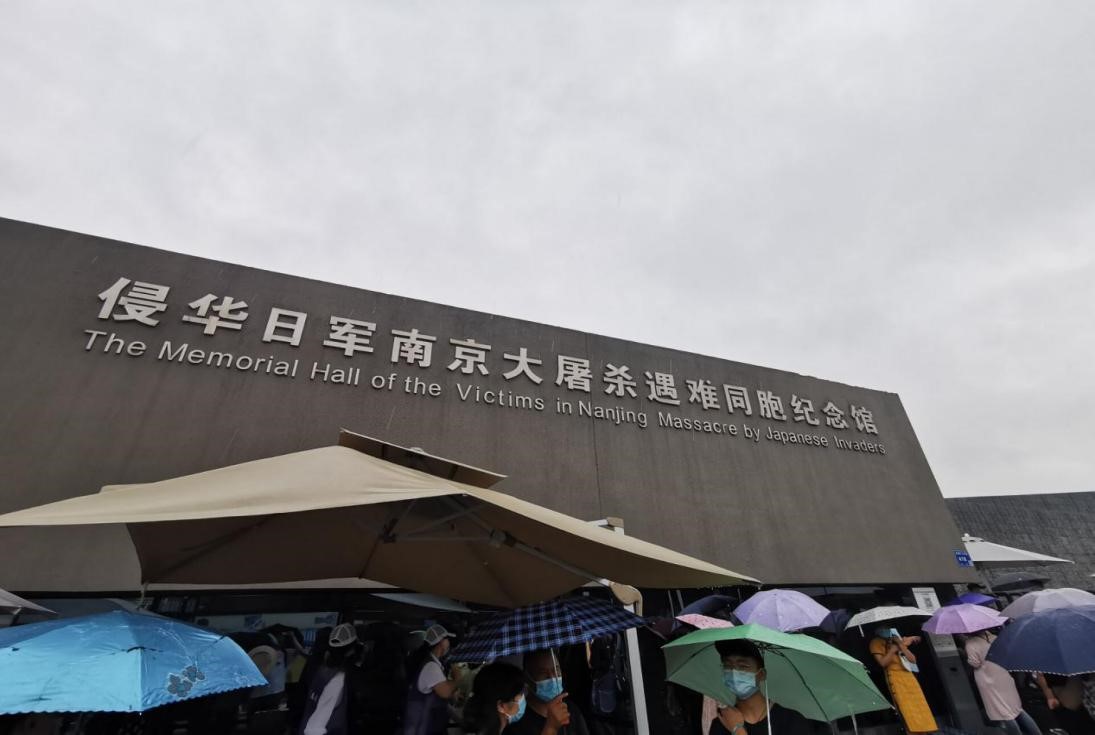 侵华日军南京大屠杀遇难同胞纪念馆
The Memorial Hall of the Victims in Nanjing Massacre by Japanese Invaders